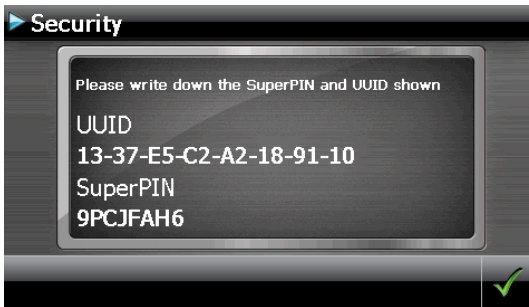 Security
Please write down the SuperPIN and UUID shown
UUID
13-37-E5-C2-A2-18-91-10
SuperPIN
9PCJFAH6